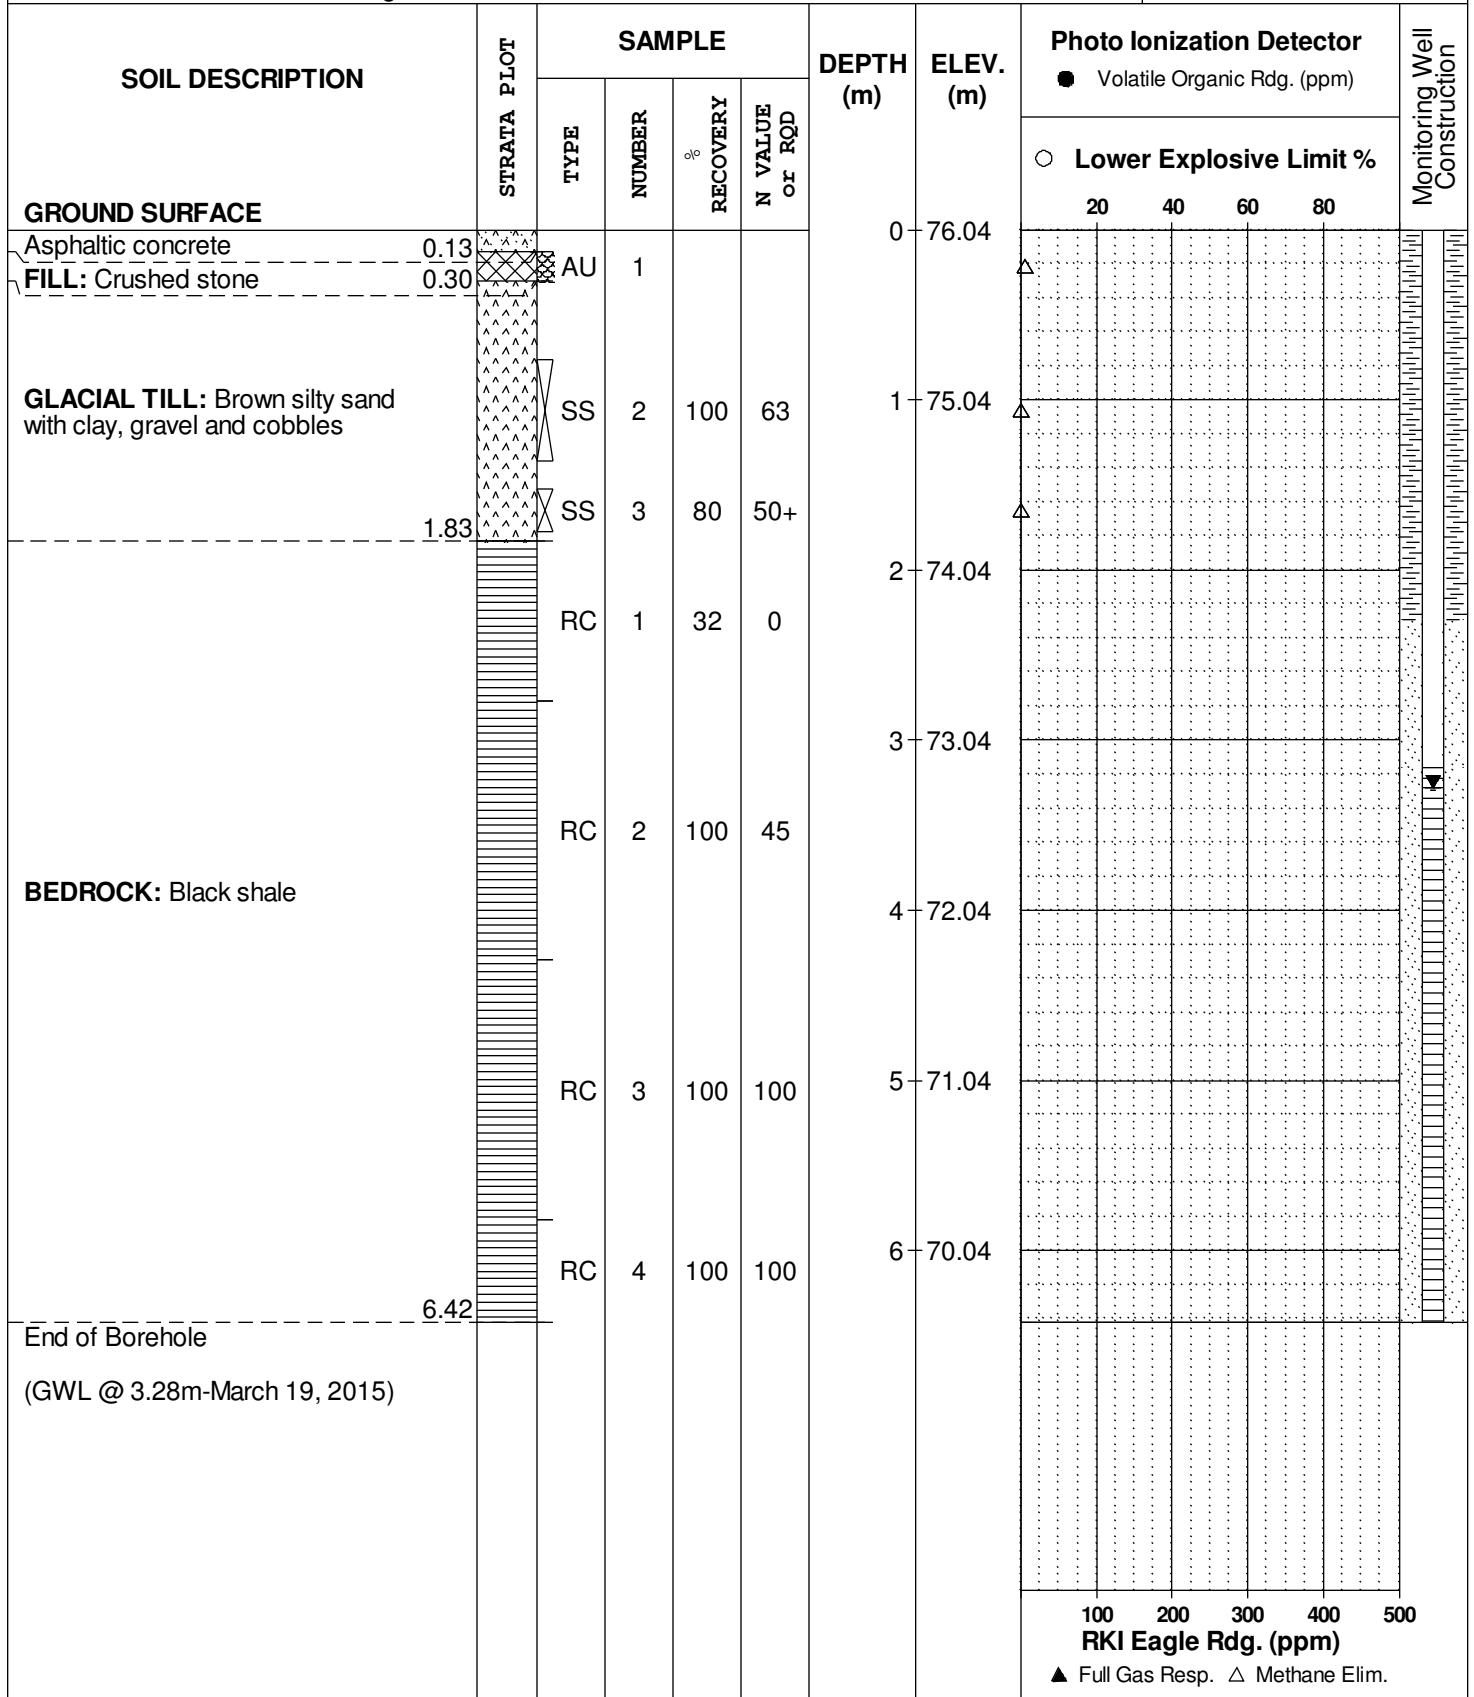 SOIL DESCRIPTION
GROUND SURFACE
STRATA PLOT
SAMPLE
TYPE
NUMBER
% RECOVERY
N VALUE or RQD
DEPTH (m)
ELEV. (m)
Photo Ionization Detector
● Volatile Organic Rdg. (ppm)
○ Lower Explosive Limit %
20 40 60 80
Monitoring Well Construction
0 76.04
Asphaltic concrete 0.13
FILL: Crushed stone 0.30
AU 1
GLACIAL TILL: Brown silty sand
with clay, gravel and cobbles
1 75.04
SS 2 100 63
SS 3 80 50+
1.83
2 74.04
RC 1 32 0
3 73.04
RC 2 100 45
BEDROCK: Black shale
4 72.04
RC 3 100 100
5 71.04
6 70.04
RC 4 100 100
6.42
End of Borehole
(GWL @ 3.28m-March 19, 2015)
100 200 300 400 500
RKI Eagle Rdg. (ppm)
▲ Full Gas Resp. △ Methane Elim.